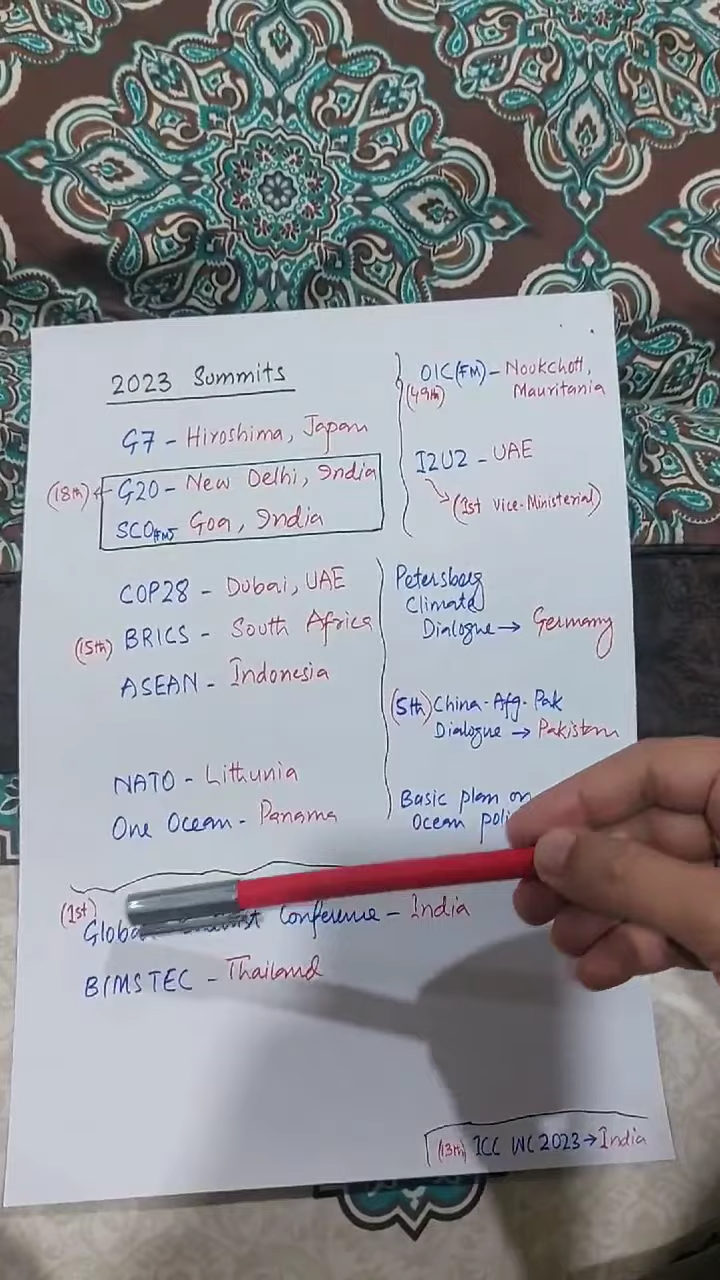 2023 Summits
G7 - Hiroshima, Japan
(18th) G20 - New Delhi, India
SCO(FM) Goa, India
COP28 - Dubai, UAE
(15th) BRICS - South Africa
ASEAN - Indonesia
NATO - Lithunia
One Ocean - Panama
OIC(FM) - Nookchott,
(49th) Mauritania
I2U2 - UAE
(1st Vice-Ministerial)
Petersberg
Climate
Dialogue → Germany
(5th) China-Afg-Pak
Dialogue → Pakistan
Basic plan on
Ocean
(1st)
Conference - India
BIMSTEC - Thailand
(13th) ICC WC 2023 → India